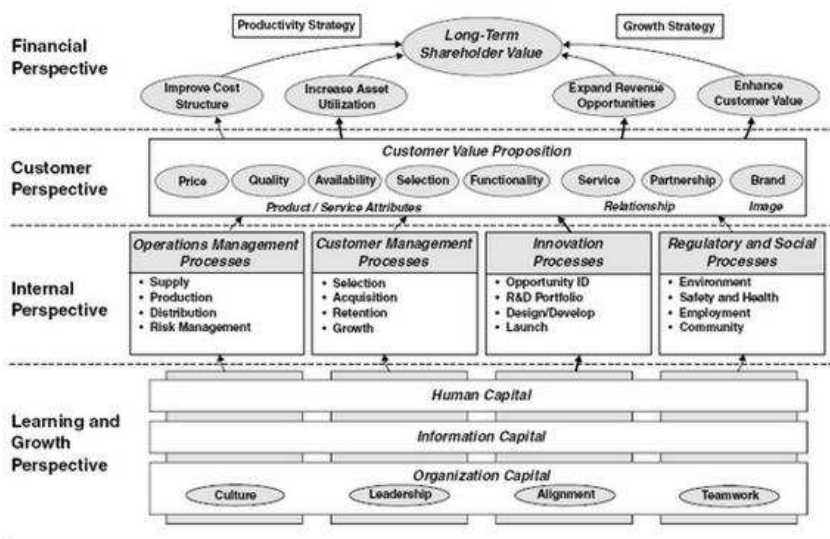 Productivity Strategy
Growth Strategy
Long-Term
Shareholder Value
Financial
Perspective
Improve Cost
Structure
Increase Asset
Utilization
Expand Revenue
Opportunities
Enhance
Customer Value
Customer
Perspective
Customer Value Proposition
Price
Quality
Availability
Selection
Functionality
Service
Partnership
Brand
Product / Service Attributes
Relationship
Image
Internal
Perspective
Operations Management
Processes
• Supply
• Production
• Distribution
• Risk Management
Customer Management
Processes
• Selection
• Acquisition
• Retention
• Growth
Innovation
Processes
• Opportunity ID
• R&D Portfolio
• Design/Develop
• Launch
Regulatory and Social
Processes
• Environment
• Safety and Health
• Employment
• Community
Learning and
Growth
Perspective
Human Capital
Information Capital
Organization Capital
Culture
Leadership
Alignment
Teamwork